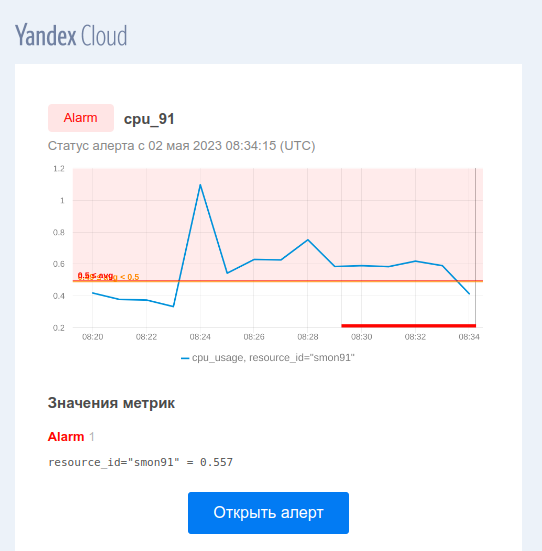 Yandex Cloud
Alarm cpu_91
Статус алерта с 02 мая 2023 08:34:15 (UTC)
1.2
1
0.8
0.6
0.5 ≤ avg
< 0.5
0.4
0.2
08:20 08:22 08:24 08:26 08:28 08:30 08:32 08:34
cpu_usage, resource_id="smon91"
Значения метрик
Alarm 1
resource_id="smon91" = 0.557
Открыть алерт